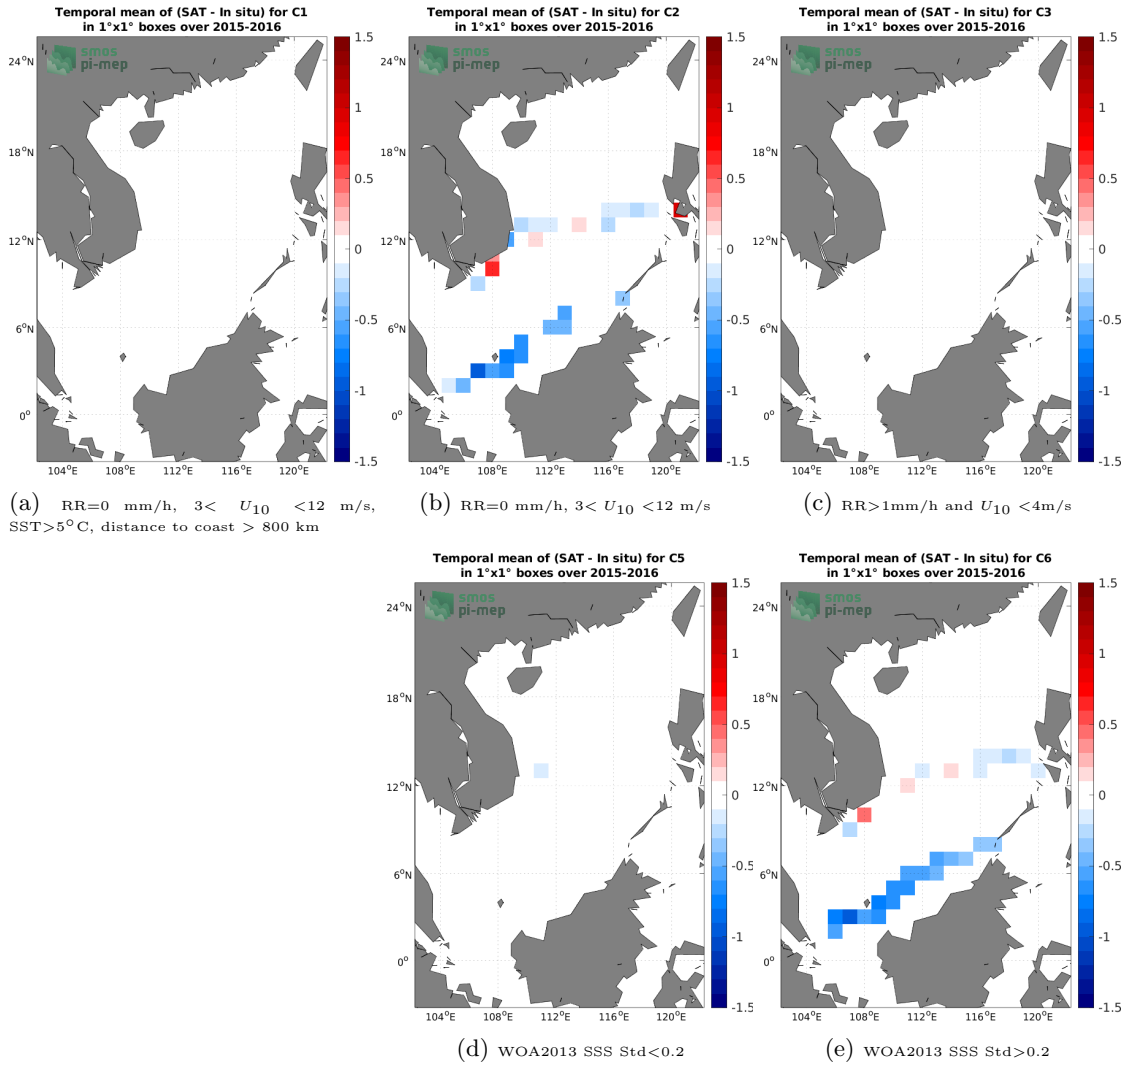 Temporal mean of (SAT - In situ) for C1
in 1°x1° boxes over 2015-2016
smos
pi-mep
24°N
18°N
12°N
6°N
0°
104°E 108°E 112°E 116°E 120°E
1.5
1
0.5
0
-0.5
-1
-1.5
(a) RR=0 mm/h, 3< U10 <12 m/s,
SST>5°C, distance to coast > 800 km
Temporal mean of (SAT - In situ) for C2
in 1°x1° boxes over 2015-2016
smos
pi-mep
24°N
18°N
12°N
6°N
0°
104°E 108°E 112°E 116°E 120°E
1.5
1
0.5
0
-0.5
-1
-1.5
(b) RR=0 mm/h, 3< U10 <12 m/s
Temporal mean of (SAT - In situ) for C3
in 1°x1° boxes over 2015-2016
smos
pi-mep
24°N
18°N
12°N
6°N
0°
104°E 108°E 112°E 116°E 120°E
1.5
1
0.5
0
-0.5
-1
-1.5
(c) RR>1mm/h and U10 <4m/s
Temporal mean of (SAT - In situ) for C5
in 1°x1° boxes over 2015-2016
smos
pi-mep
24°N
18°N
12°N
6°N
0°
104°E 108°E 112°E 116°E 120°E
1.5
1
0.5
0
-0.5
-1
-1.5
(d) WOA2013 SSS Std<0.2
Temporal mean of (SAT - In situ) for C6
in 1°x1° boxes over 2015-2016
smos
pi-mep
24°N
18°N
12°N
6°N
0°
104°E 108°E 112°E 116°E 120°E
1.5
1
0.5
0
-0.5
-1
-1.5
(e) WOA2013 SSS Std>0.2